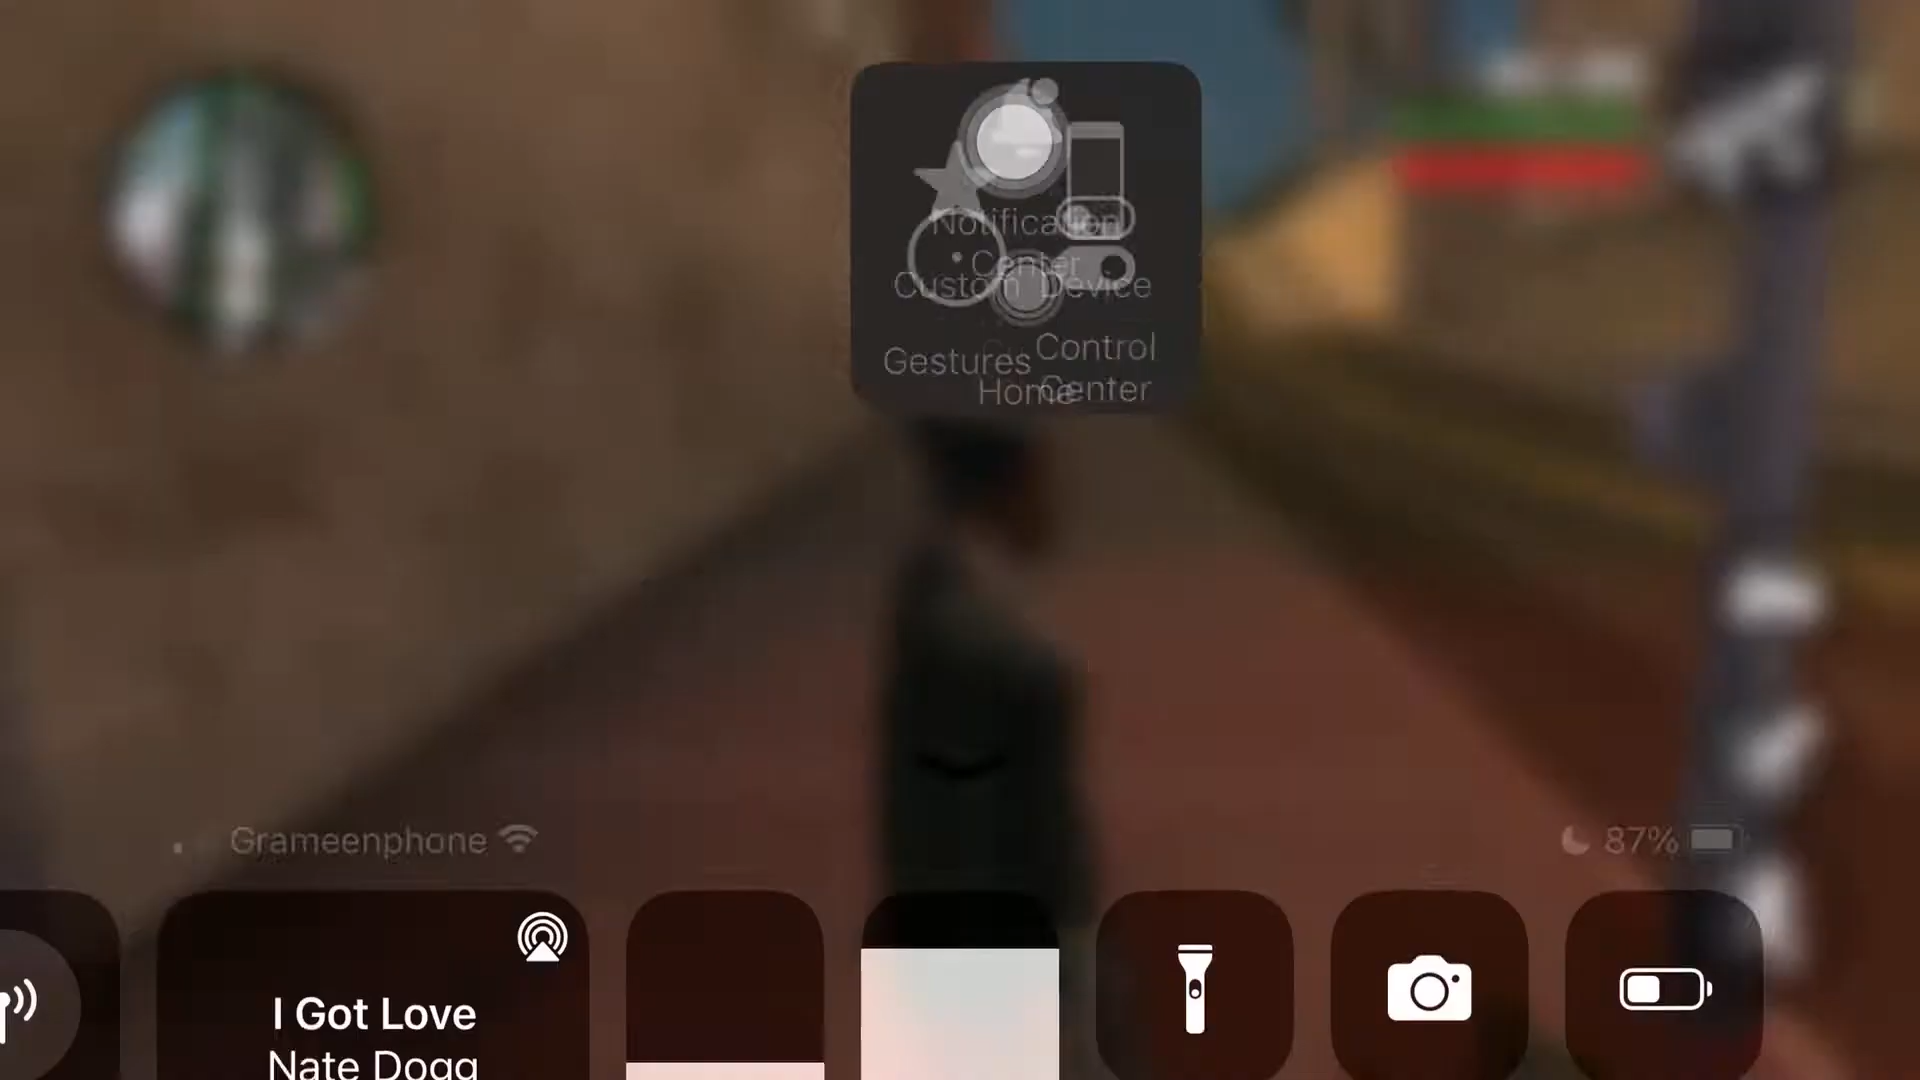 Notification
Center
Custom
Device
Gestures
Control
Center
Home
Grameenphone
87%
I Got Love
Nate Dogg